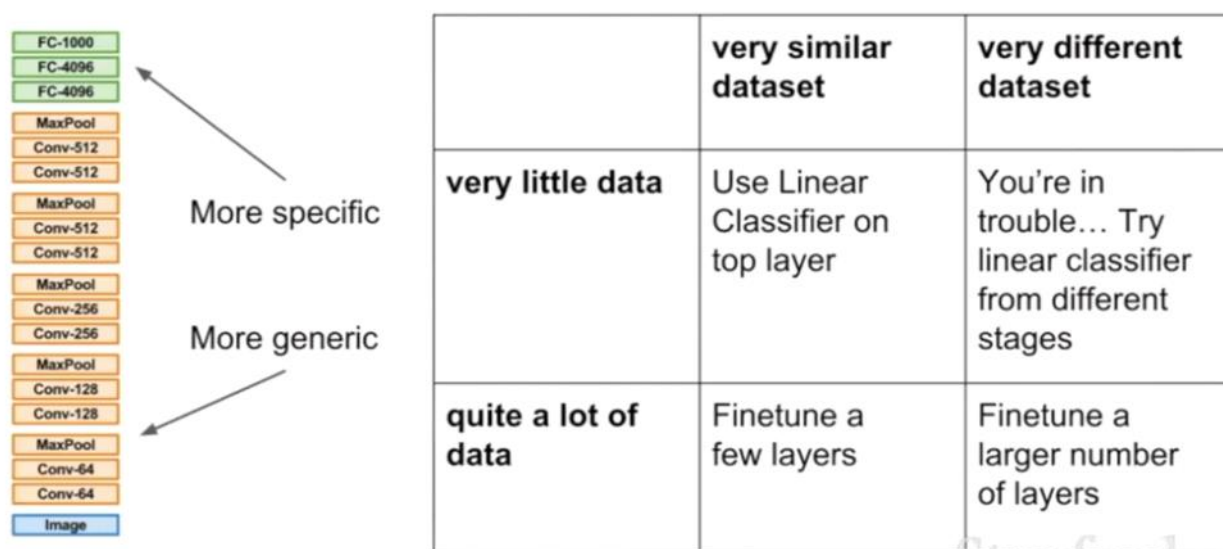 FC-1000
FC-4096
FC-4096
MaxPool
Conv-512
Conv-512
MaxPool
Conv-512
Conv-512
MaxPool
Conv-256
Conv-256
MaxPool
Conv-128
Conv-128
MaxPool
Conv-64
Conv-64
Image
More specific
More generic
very similar
dataset
very different
dataset
very little data
Use Linear
Classifier on
top layer
You're in
trouble... Try
linear classifier
from different
stages
quite a lot of
data
Finetune a
few layers
Finetune a
larger number
of layers